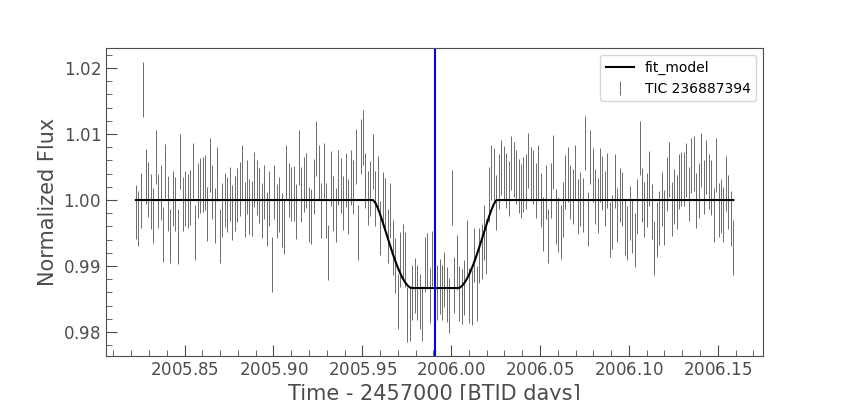 1.02
1.01
1.00
0.99
0.98
Normalized Flux
fit_model
TIC 236887394
2005.85 2005.90 2005.95 2006.00 2006.05 2006.10 2006.15
Time - 2457000 [BTJD days]